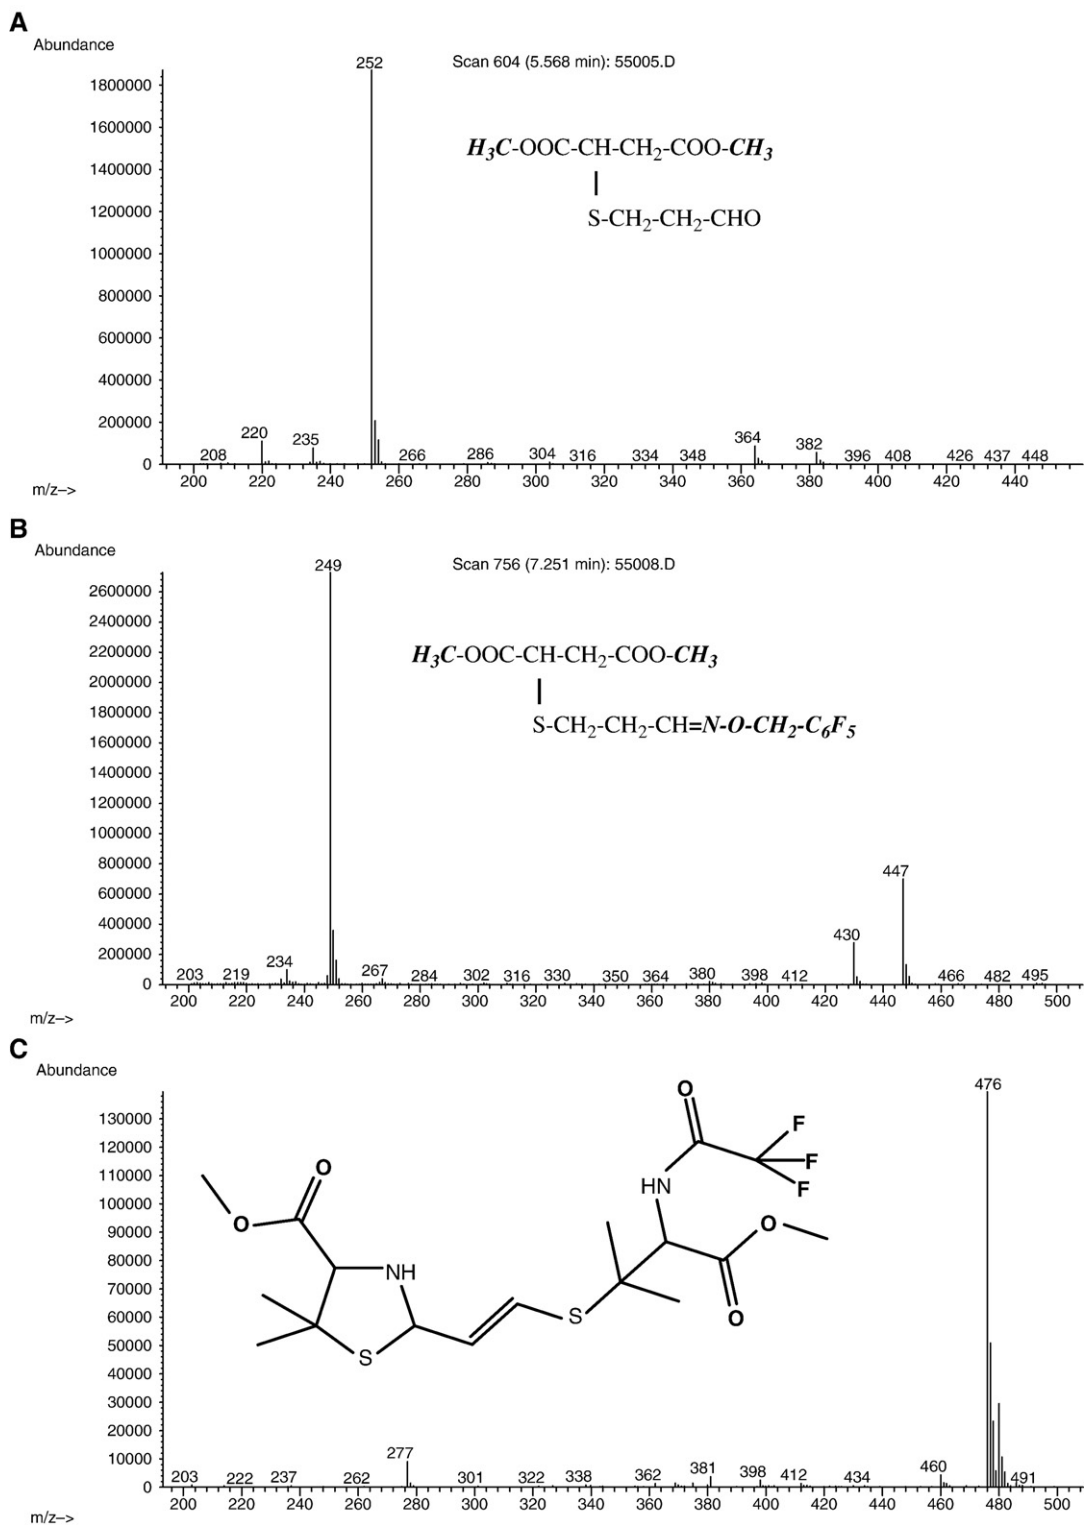 A
Abundance
Scan 604 (5.568 min): 55005.D
252
1800000
1600000
1400000
1200000
1000000
800000
600000
400000
200000
0
H3C-OOC-CH-CH2-COO-CH3
S-CH2-CH2-CHO
208 220 235 266 286 304 316 334 348 364 382 396 408 426 437 448
200 220 240 260 280 300 320 340 360 380 400 420 440
m/z-->
B
Abundance
Scan 756 (7.251 min): 55008.D
249
2600000
2400000
2200000
2000000
1800000
1600000
1400000
1200000
1000000
800000
600000
400000
200000
0
H3C-OOC-CH-CH2-COO-CH3
S-CH2-CH2-CH=N-O-CH2-C6F5
203 219 234 267 284 302 316 330 350 364 380 398 412 430 447 466 482 495
200 220 240 260 280 300 320 340 360 380 400 420 440 460 480 500
m/z-->
C
Abundance
476
130000
120000
110000
100000
90000
80000
70000
60000
50000
40000
30000
20000
10000
0
O
F
F
F
HN
O
O
O
O
NH
S
S
203 222 237 262 277 301 322 338 362 381 398 412 434 460 491
200 220 240 260 280 300 320 340 360 380 400 420 440 460 480 500
m/z-->